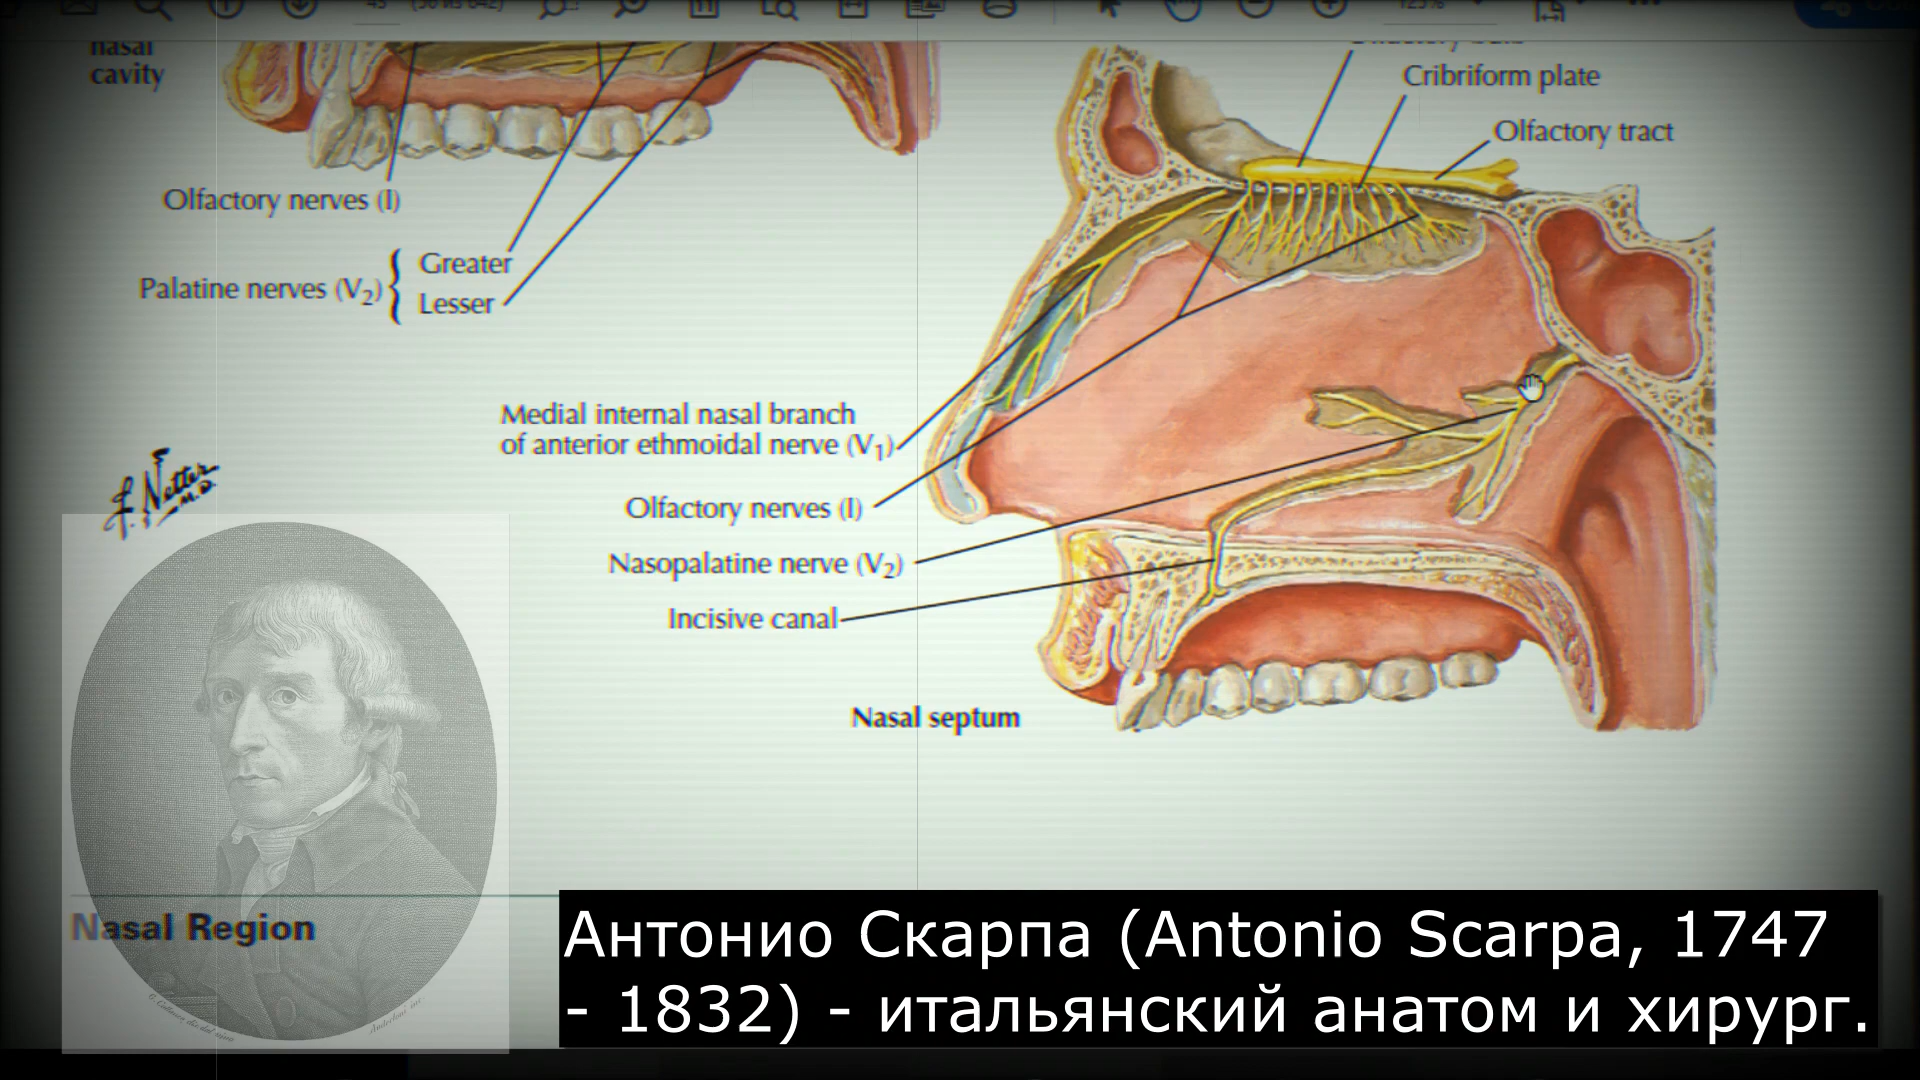 125%
nasal
cavity
Cribriform plate
Olfactory tract
Olfactory nerves (I)
Palatine nerves (V2)
Greater
Lesser
Medial internal nasal branch
of anterior ethmoidal nerve (V1)
Olfactory nerves (I)
Nasopalatine nerve (V2)
Incisive canal
F. Netter
M.D.
Nasal septum
Nasal Region
Антонио Скарпа (Antonio Scarpa, 1747
- 1832) - итальянский анатом и хирург.